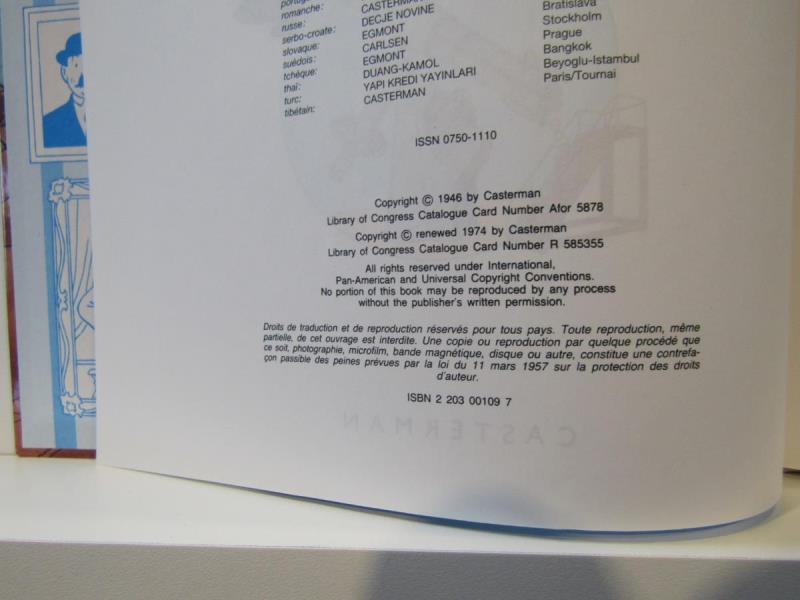 romanche:
russe: CASTERMAN
serbo-croate: DECJE NOVINE
slovaque: EGMONT Bratislava
suédois: CARLSEN Stockholm
tchèque: EGMONT Prague
thaï: DUANG-KAMOL Bangkok
turc: YAPI KREDI YAYINLARI Beyoglu-Istambul
tibétain: CASTERMAN Paris/Tournai
ISSN 0750-1110
Copyright © 1946 by Casterman
Library of Congress Catalogue Card Number Afor 5878
Copyright © renewed 1974 by Casterman
Library of Congress Catalogue Card Number R 585355
All rights reserved under International,
Pan-American and Universal Copyright Conventions.
No portion of this book may be reproduced by any process
without the publisher's written permission.
Droits de traduction et de reproduction réservés pour tous pays. Toute reproduction, même
partielle, de cet ouvrage est interdite. Une copie ou reproduction par quelque procédé que
ce soit, photographie, microfilm, bande magnétique, disque ou autre, constitue une contrefa-
çon passible des peines prévues par la loi du 11 mars 1957 sur la protection des droits
d'auteur.
ISBN 2 203 00109 7
CASTERMAN